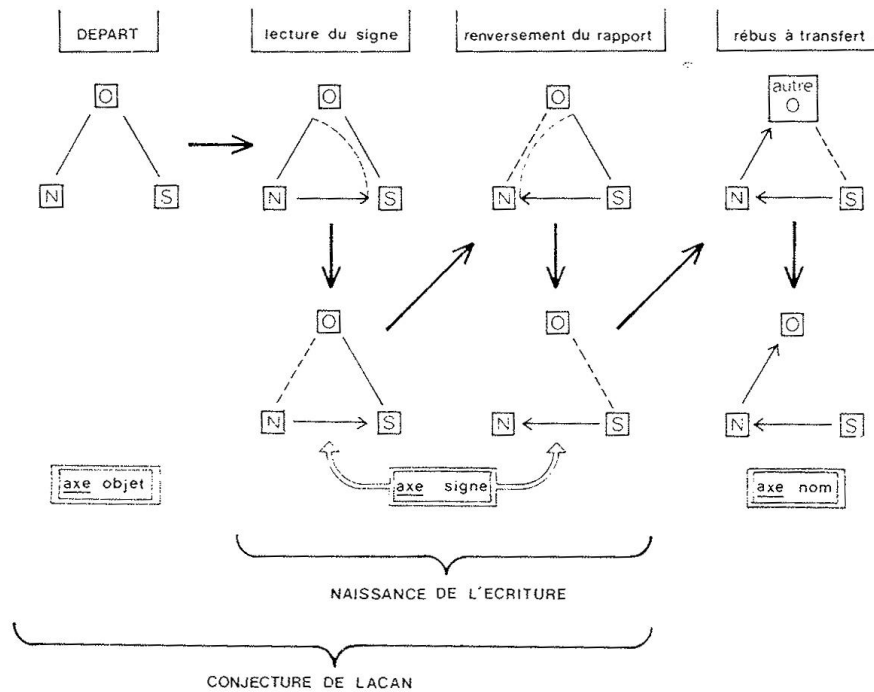 DEPART
lecture du signe
renversement du rapport
rébus à transfert
O
N
S
O
N
S
O
N
S
autre
O
N
S
O
N
S
O
N
S
O
N
S
axe objet
axe signe
axe nom
NAISSANCE DE L'ECRITURE
CONJECTURE DE LACAN